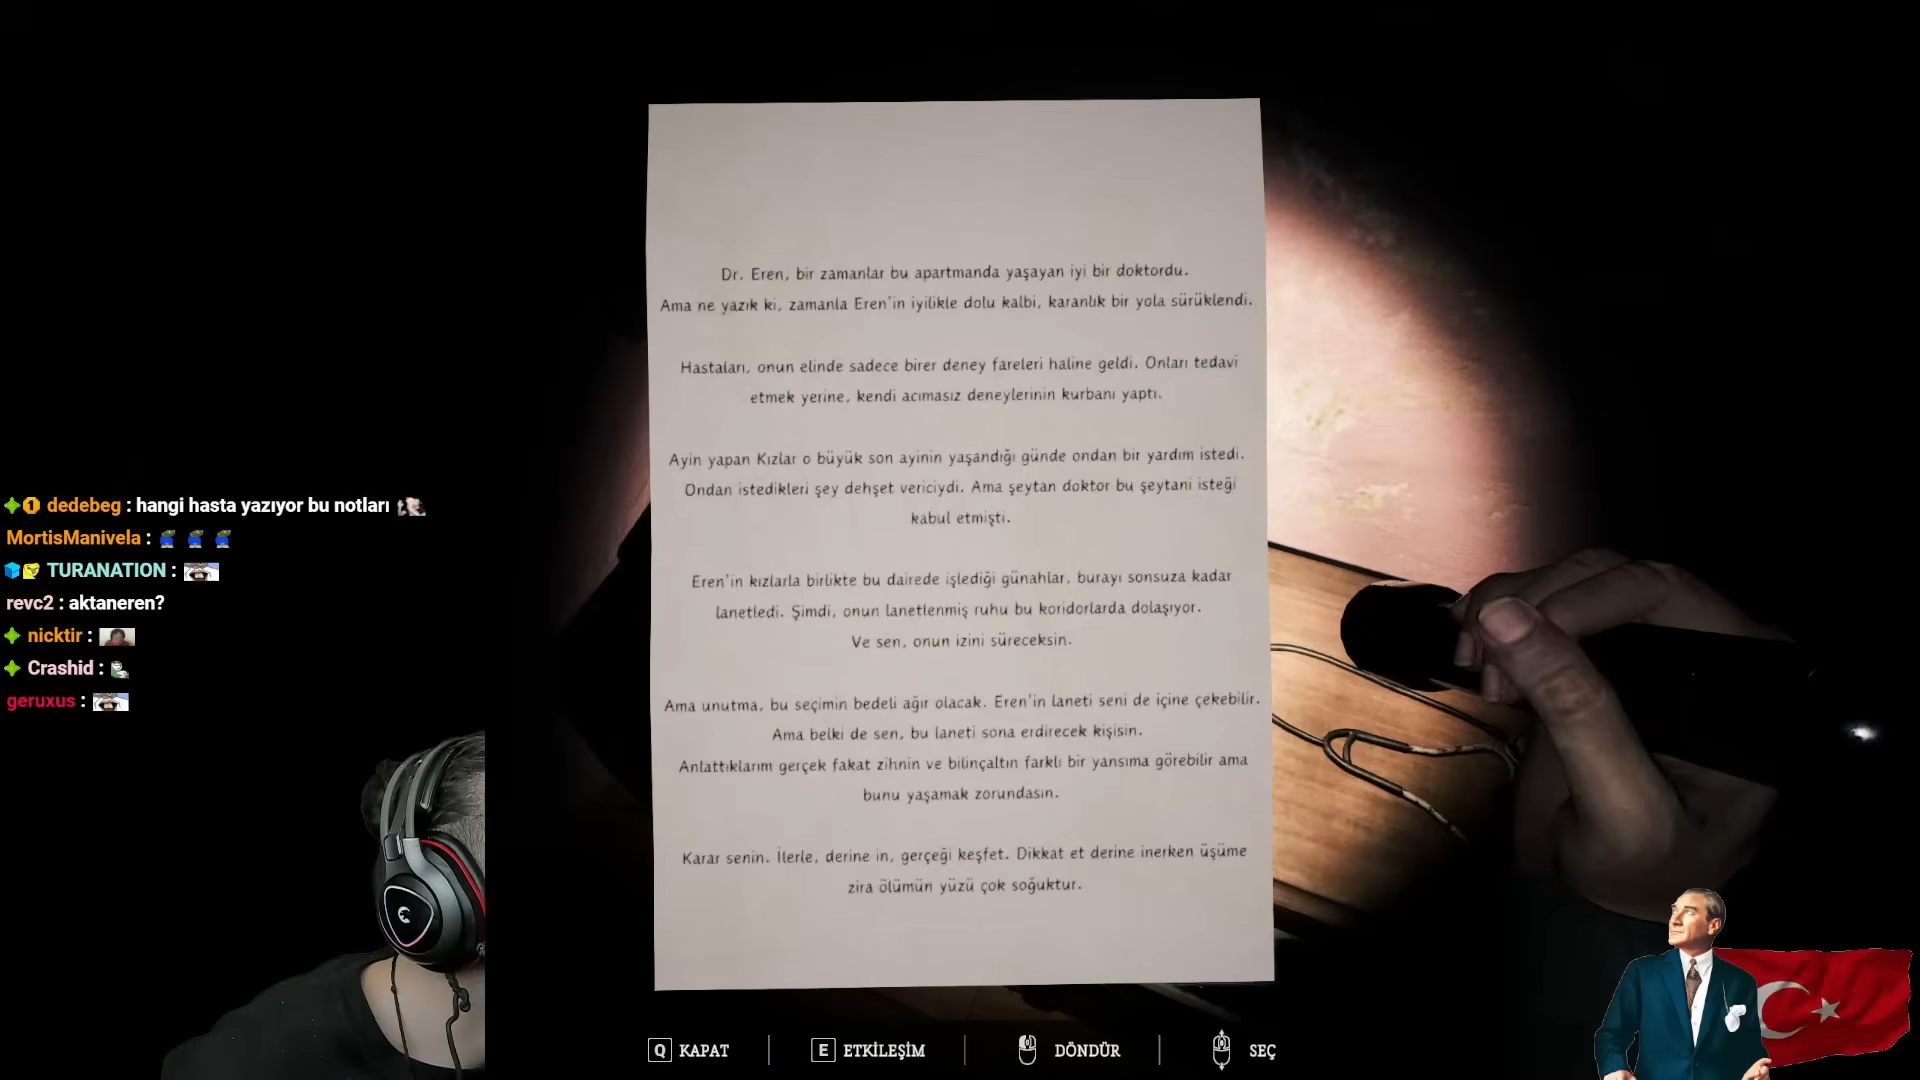 Dr. Eren, bir zamanlar bu apartmanda yaşayan iyi bir doktordu.
Ama ne yazık ki, zamanla Eren'in iyilikle dolu kalbi, karanlık bir yola sürüklendi.
Hastaları, onun elinde sadece birer deney fareleri haline geldi. Onları tedavi
etmek yerine, kendi acımasız deneylerinin kurbanı yaptı.
Ayin yapan Kızlar o büyük son ayinin yaşandığı günde ondan bir yardım istedi.
Ondan istedikleri şey dehşet vericiydi. Ama şeytan doktor bu şeytani isteği
kabul etmişti.
Eren'in kızlarla birlikte bu dairede işlediği günahlar, burayı sonsuza kadar
lanetledi. Şimdi, onun lanetlenmiş ruhu bu koridorlarda dolaşıyor.
Ve sen, onun izini süreceksin.
Ama unutma, bu seçimin bedeli ağır olacak. Eren'in laneti seni de içine çekebilir.
Ama belki de sen, bu laneti sona erdirecek kişisin.
Anlattıklarım gerçek fakat zihnin ve bilinçaltın farklı bir yansıma görebilir ama
bunu yaşamak zorundasın.
Karar senin. İlerle, derine in, gerçeği keşfet. Dikkat et derine inerken üşüme
zira ölümün yüzü çok soğuktur.
1 dedebeg : hangi hasta yazıyor bu notları
MortisManivela :
TURANATION :
revc2 : aktaneren?
nicktir :
Crashid :
geruxus :
Q KAPAT E ETKİLEŞİM DÖNDÜR SEÇ